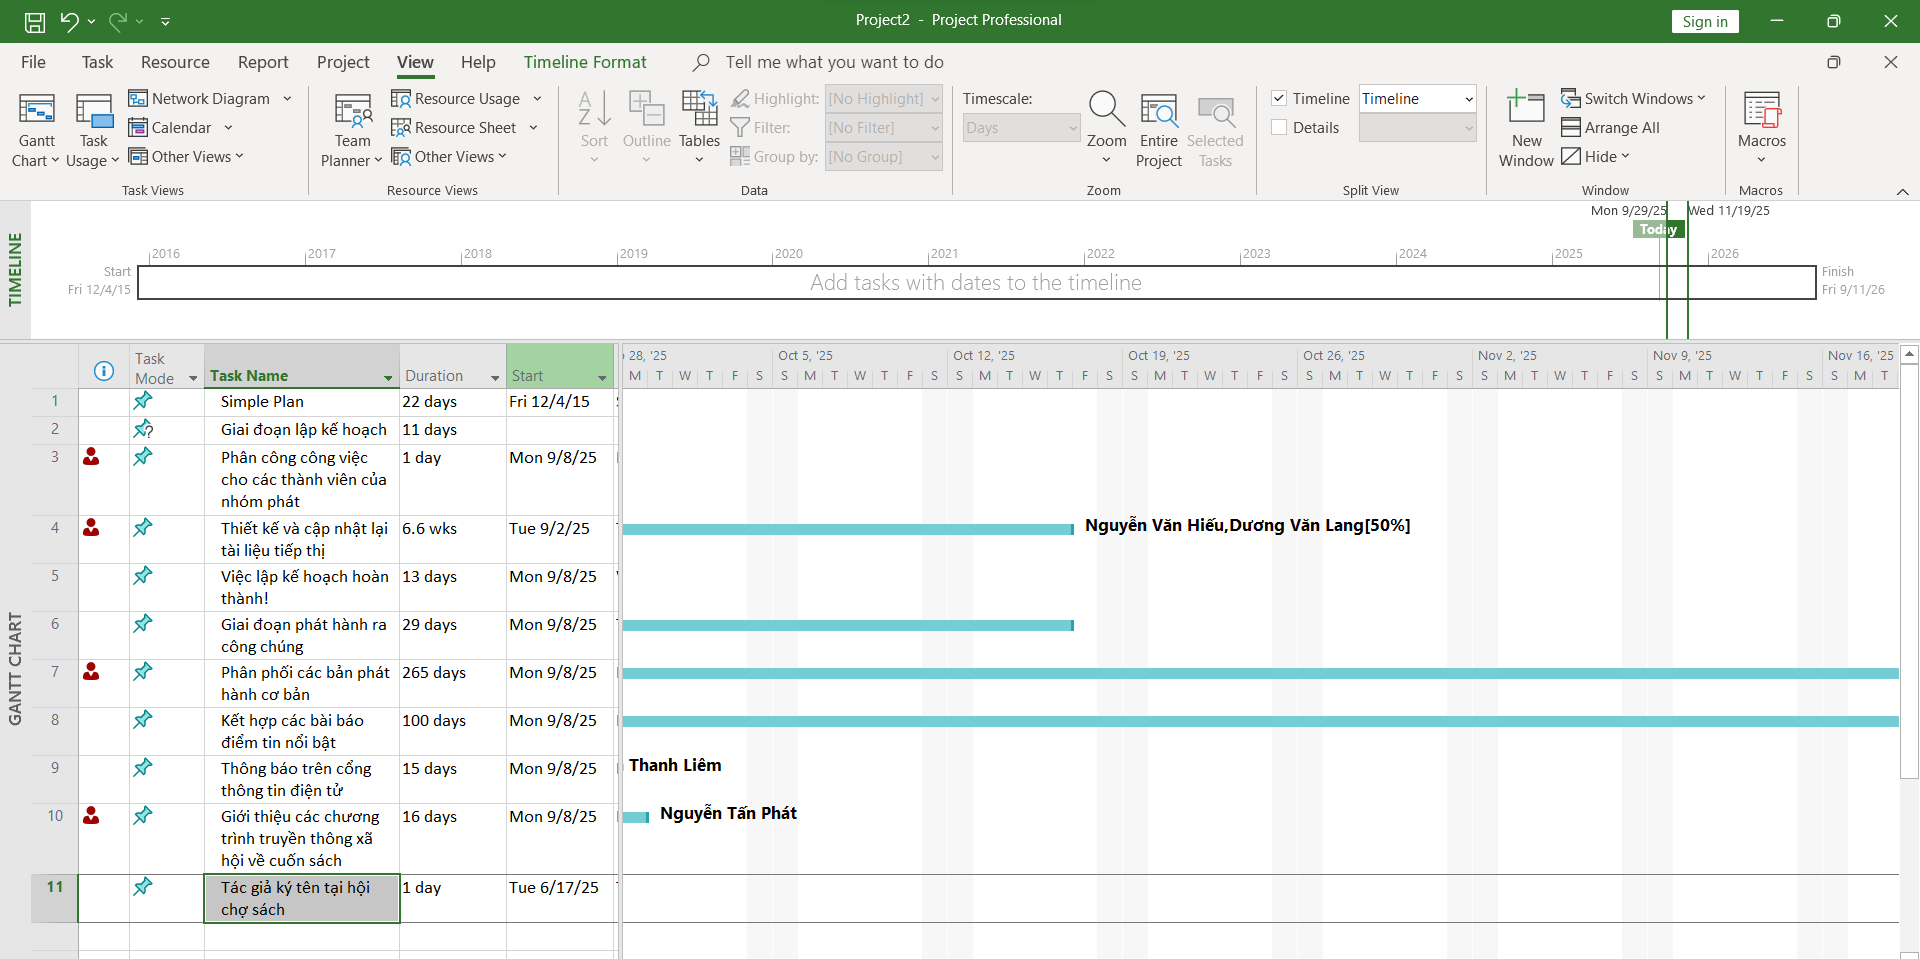 Project2 - Project Professional
Sign in
File Task Resource Report Project View Help Timeline Format Tell me what you want to do
Gantt Chart
Task Usage
Network Diagram
Calendar
Other Views
Task Views
Team Planner
Resource Usage
Resource Sheet
Other Views
Resource Views
Sort
Outline
Tables
Highlight: [No Highlight]
Filter: [No Filter]
Group by: [No Group]
Data
Timescale:
Days
Zoom
Entire Project
Selected Tasks
Zoom
Timeline Timeline
Details
Split View
New Window
Switch Windows
Arrange All
Hide
Window
Macros
Macros
TIMELINE
Mon 9/29/25 Wed 11/19/25
Today
2016 2017 2018 2019 2020 2021 2022 2023 2024 2025 2026
Start
Fri 12/4/15
Add tasks with dates to the timeline
Finish
Fri 9/11/26
GANTT CHART
Task Mode Task Name Duration Start
28, '25 Oct 5, '25 Oct 12, '25 Oct 19, '25 Oct 26, '25 Nov 2, '25 Nov 9, '25 Nov 16, '25
M T W T F S S M T W T F S S M T W T F S S M T W T F S S M T W T F S S M T W T F S S M T W T F S S M T
1 Simple Plan 22 days Fri 12/4/15
2 ? Giai đoạn lập kế hoạch 11 days
3 Phân công công việc 1 day Mon 9/8/25
cho các thành viên của
nhóm phát
4 Thiết kế và cập nhật lại 6.6 wks Tue 9/2/25 Nguyễn Văn Hiếu,Dương Văn Lang[50%]
tài liệu tiếp thị
5 Việc lập kế hoạch hoàn 13 days Mon 9/8/25
thành!
6 Giai đoạn phát hành ra 29 days Mon 9/8/25
công chúng
7 Phân phối các bản phát 265 days Mon 9/8/25
hành cơ bản
8 Kết hợp các bài báo 100 days Mon 9/8/25
điểm tin nổi bật
9 Thông báo trên cổng 15 days Mon 9/8/25 Thanh Liêm
thông tin điện tử
10 Giới thiệu các chương 16 days Mon 9/8/25 Nguyễn Tấn Phát
trình truyền thông xã
hội về cuốn sách
11 Tác giả ký tên tại hội 1 day Tue 6/17/25
chợ sách